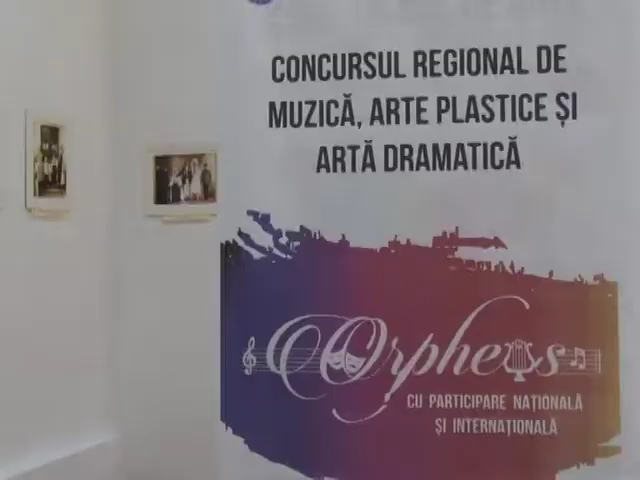 CONCURSUL REGIONAL DE
MUZICĂ, ARTE PLASTICE ȘI
ARTĂ DRAMATICĂ
Orpheus
CU PARTICIPARE NAȚIONALĂ
ȘI INTERNAȚIONALĂ